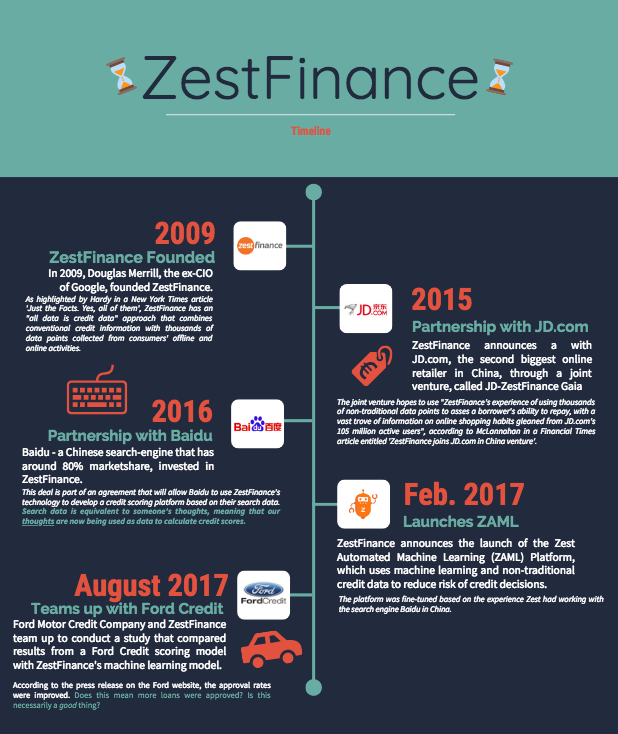 ZestFinance
Timeline
2009
ZestFinance Founded
In 2009, Douglas Merrill, the ex-CIO
of Google, founded ZestFinance.
As highlighted by Hardy in a New York Times article
'Just the Facts. Yes, all of them', ZestFinance has an
"all data is credit data" approach that combines
conventional credit information with thousands of
data points collected from consumers' offline and
online activities.
zest finance
2015
Partnership with JD.com
ZestFinance announces a with
JD.com, the second biggest online
retailer in China, through a joint
venture, called JD-ZestFinance Gaia
The joint venture hopes to use "ZestFinance's experience of using thousands
of non-traditional data points to asses a borrower's ability to repay, with a
vast trove of information on online shopping habits gleaned from JD.com's
105 million active users", according to McLannahan in a Financial Times
article entitled 'ZestFinance joins JD.com in China venture'.
JD 京东
.COM
2016
Partnership with Baidu
Baidu - a Chinese search-engine that has
around 80% marketshare, invested in
ZestFinance.
This deal is part of an agreement that will allow Baidu to use ZestFinance's
technology to develop a credit scoring platform based on their search data.
Search data is equivalent to someone's thoughts, meaning that our
thoughts are now being used as data to calculate credit scores.
Bai du 百度
Feb. 2017
Launches ZAML
ZestFinance announces the launch of the Zest
Automated Machine Learning (ZAML) Platform,
which uses machine learning and non-traditional
credit data to reduce risk of credit decisions.
The platform was fine-tuned based on the experience Zest had working with
the search engine Baidu in China.
August 2017
Teams up with Ford Credit
Ford Motor Credit Company and ZestFinance
team up to conduct a study that compared
results from a Ford Credit scoring model
with ZestFinance's machine learning model.
According to the press release on the Ford website, the approval rates
were improved. Does this mean more loans were approved? Is this
necessarily a good thing?
Ford
FordCredit